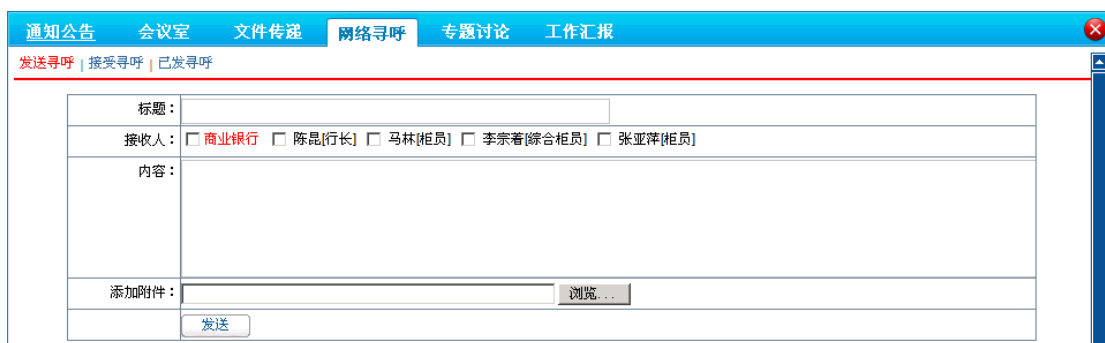 通知公告 会议室 文件传递 网络寻呼 专题讨论 工作汇报
发送寻呼 | 接受寻呼 | 已发寻呼
标题：
接收人： 商业银行 陈昆[行长] 马林[柜员] 李宗着[综合柜员] 张亚萍[柜员]
内容：
添加附件： 浏览...
发送